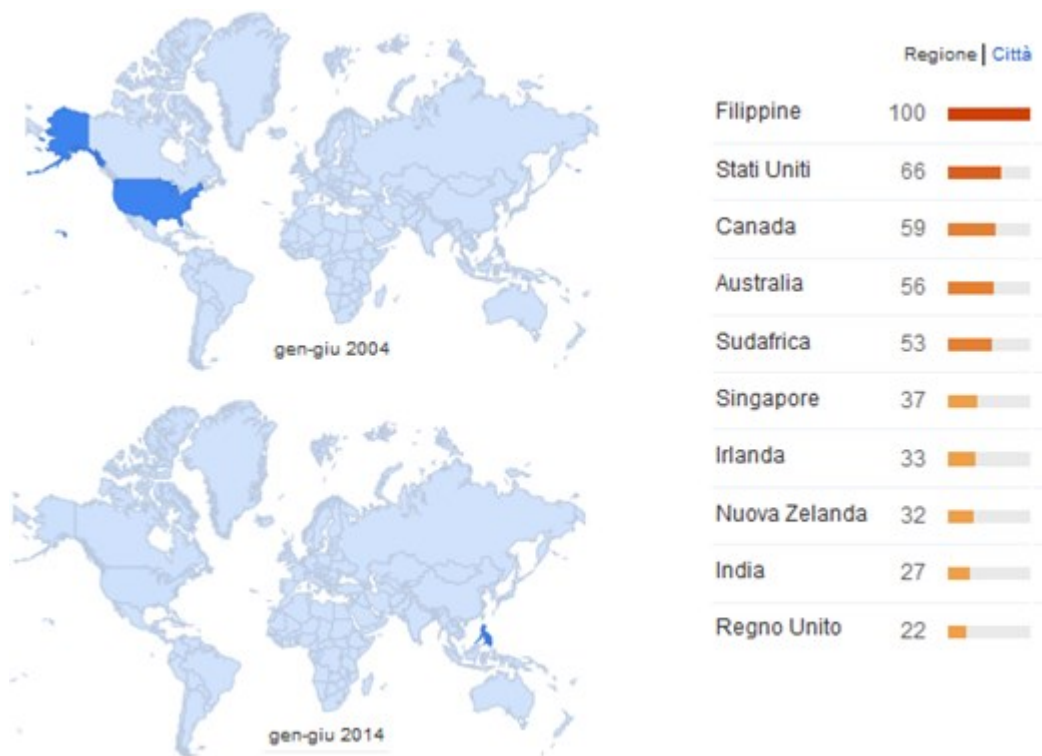 gen-giu 2004
gen-giu 2014
Regione | Città
Filippine 100
Stati Uniti 66
Canada 59
Australia 56
Sudafrica 53
Singapore 37
Irlanda 33
Nuova Zelanda 32
India 27
Regno Unito 22